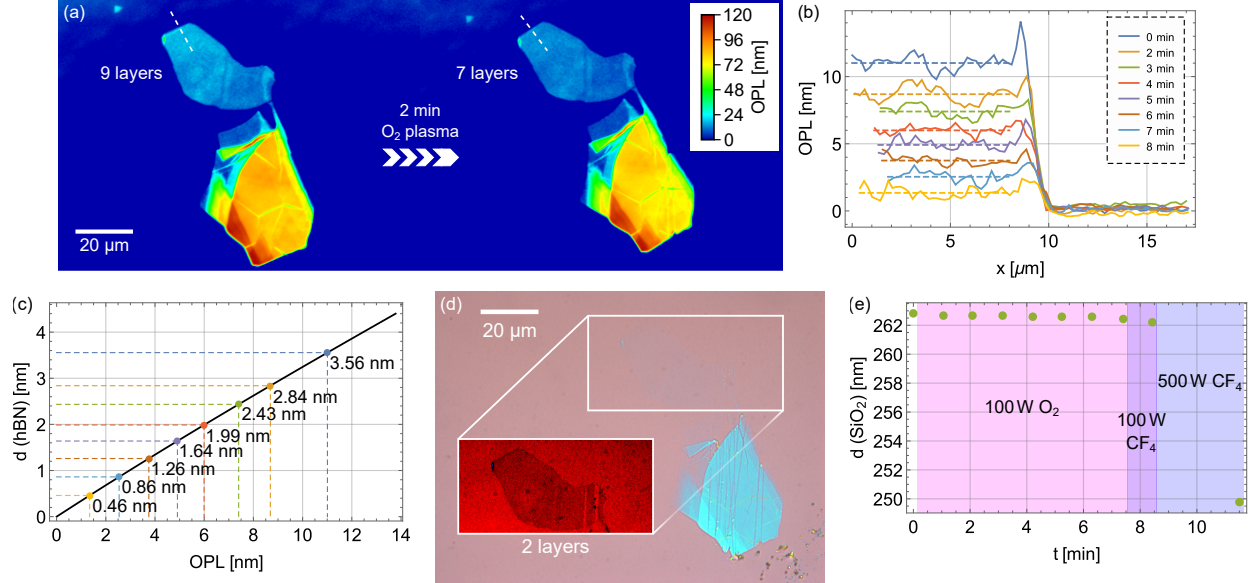 (a)
9 layers
20 µm
2 min
O₂ plasma
7 layers
120
96
72
48
24
0
OPL [nm]
(b)
10
5
0
OPL [nm]
0
5
10
15
x [µm]
0 min
2 min
3 min
4 min
5 min
6 min
7 min
8 min
(c)
4
3
2
1
0
d (hBN) [nm]
3.56 nm
2.84 nm
2.43 nm
1.99 nm
1.64 nm
1.26 nm
0.86 nm
0.46 nm
0
2
4
6
8
10
12
14
OPL [nm]
(d)
20 µm
2 layers
(e)
262
260
258
256
254
252
250
d (SiO₂) [nm]
100 W O₂
100 W
CF₄
500 W CF₄
0
2
4
6
8
10
t [min]